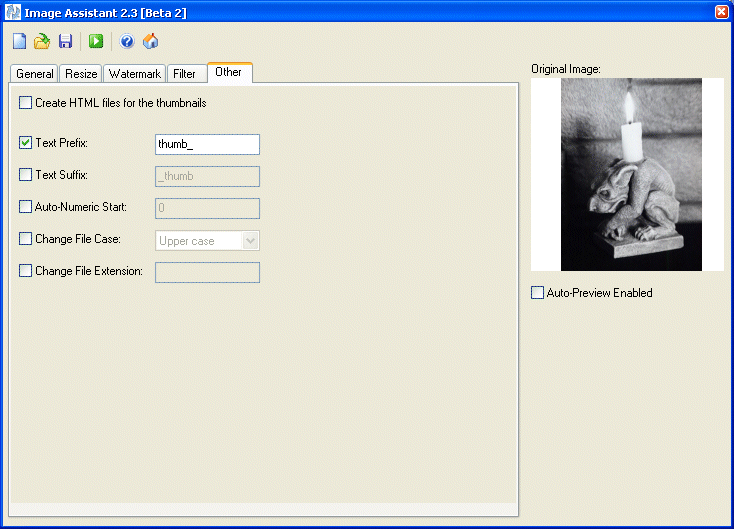 Image Assistant 2.3 [Beta 2]
General
Resize
Watermark
Filter
Other
Create HTML files for the thumbnails
Text Prefix: thumb_
Text Suffix: _thumb
Auto-Numeric Start: 0
Change File Case: Upper case
Change File Extension:
Original Image:
Auto-Preview Enabled